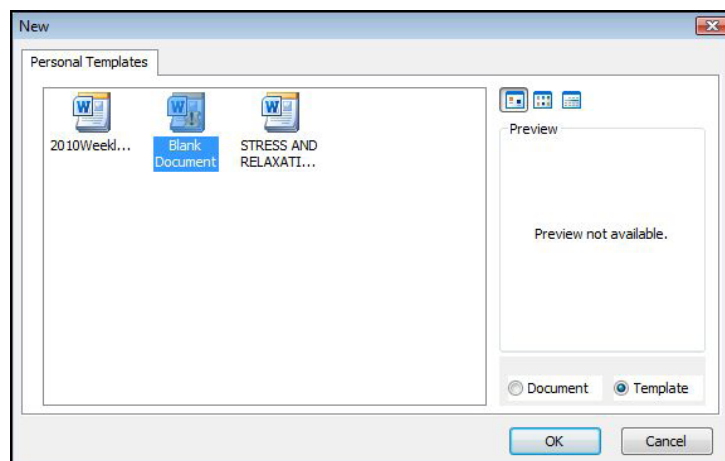 New
Personal Templates
2010Weekl...
Blank
Document
STRESS AND
RELAXATI...
Preview
Preview not available.
Document
Template
OK
Cancel